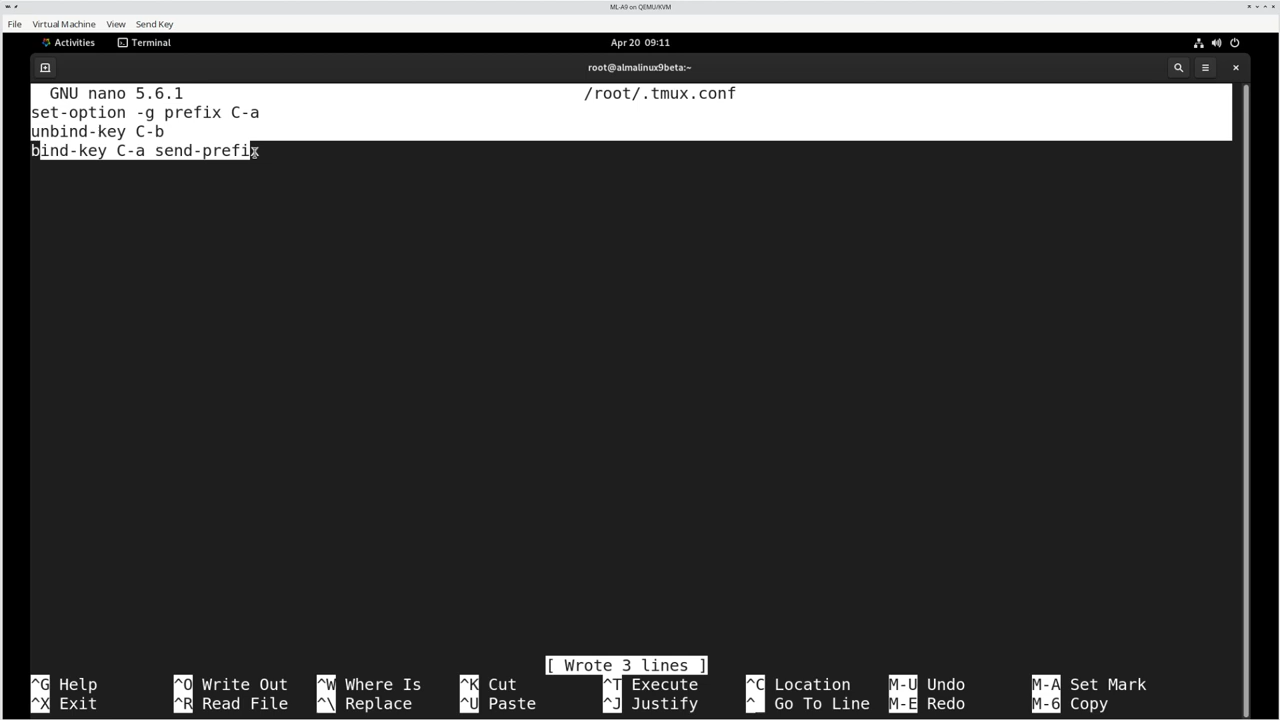 ML-A9 on QEMU/KVM
File Virtual Machine View Send Key
Activities Terminal Apr 20 09:11
root@almalinux9beta:~
GNU nano 5.6.1 /root/.tmux.conf
set-option -g prefix C-a
unbind-key C-b
bind-key C-a send-prefix
[ Wrote 3 lines ]
^G Help ^O Write Out ^W Where Is ^K Cut ^T Execute ^C Location M-U Undo M-A Set Mark
^X Exit ^R Read File ^\ Replace ^U Paste ^J Justify ^_ Go To Line M-E Redo M-6 Copy